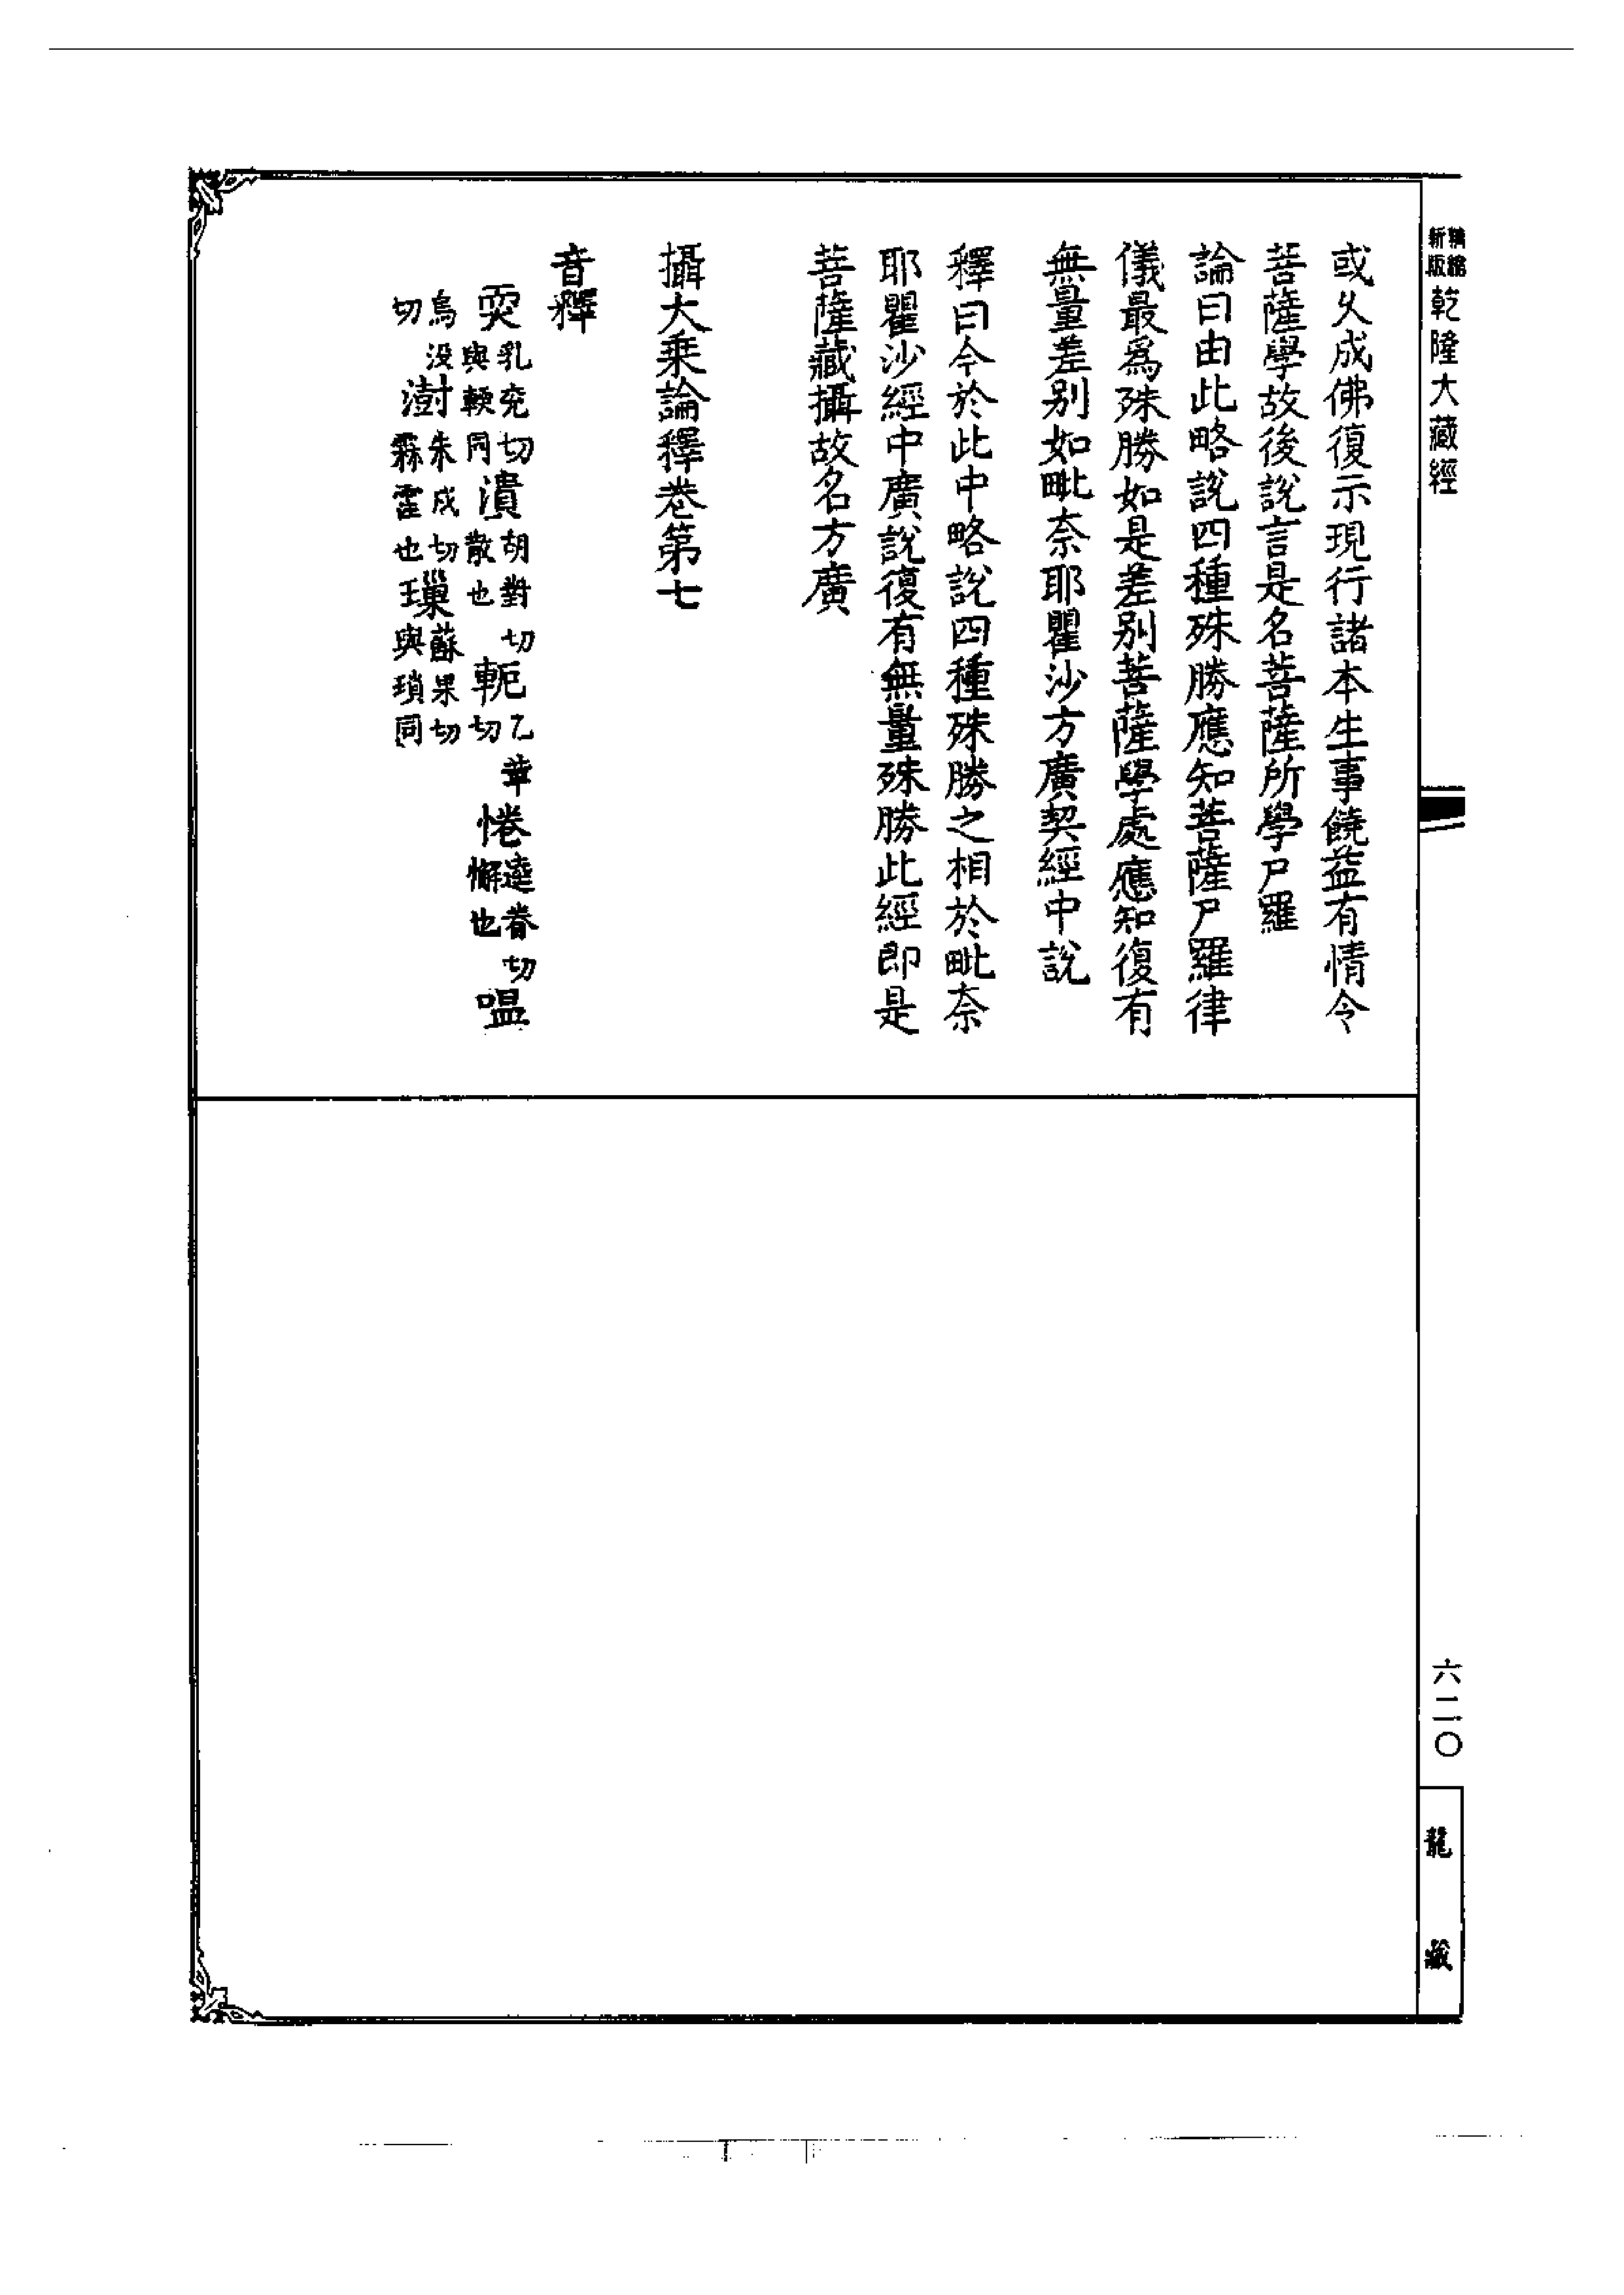 精縮新版乾隆大藏經
或久成佛復示現行諸本生事饒益有情令
菩薩學故後說言是名菩薩所學尸羅
論曰由此略說四種殊勝應知菩薩尸羅律
儀最爲殊勝如是差別菩薩學處應知復有
無量差別如毗奈耶瞿沙方廣契經中說
釋曰今於此中略說四種殊勝之相於毗奈
耶瞿沙經中廣說復有無量殊勝此經即是
菩薩藏攝故名方廣
攝大乘論釋卷第七
音釋
耎乳兖切與輭同潰胡對切散也軛乙革切惓逵眷切懈也嗢
烏没切澍朱戍切霖霔也璅蘇果切與瑣同
六二〇
龍藏